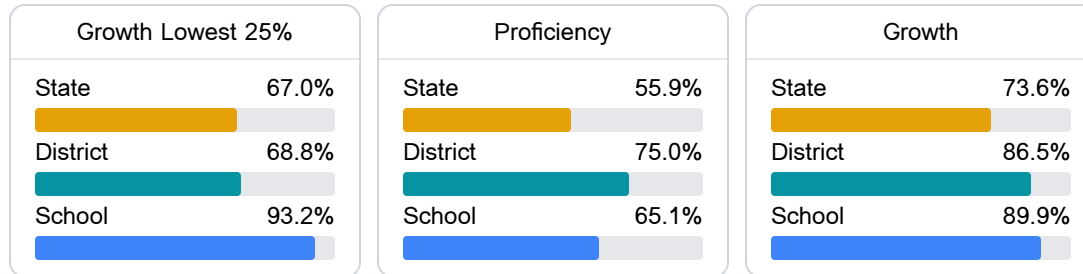 Growth Lowest 25%
State 67.0%
District 68.8%
School 93.2%
Proficiency
State 55.9%
District 75.0%
School 65.1%
Growth
State 73.6%
District 86.5%
School 89.9%